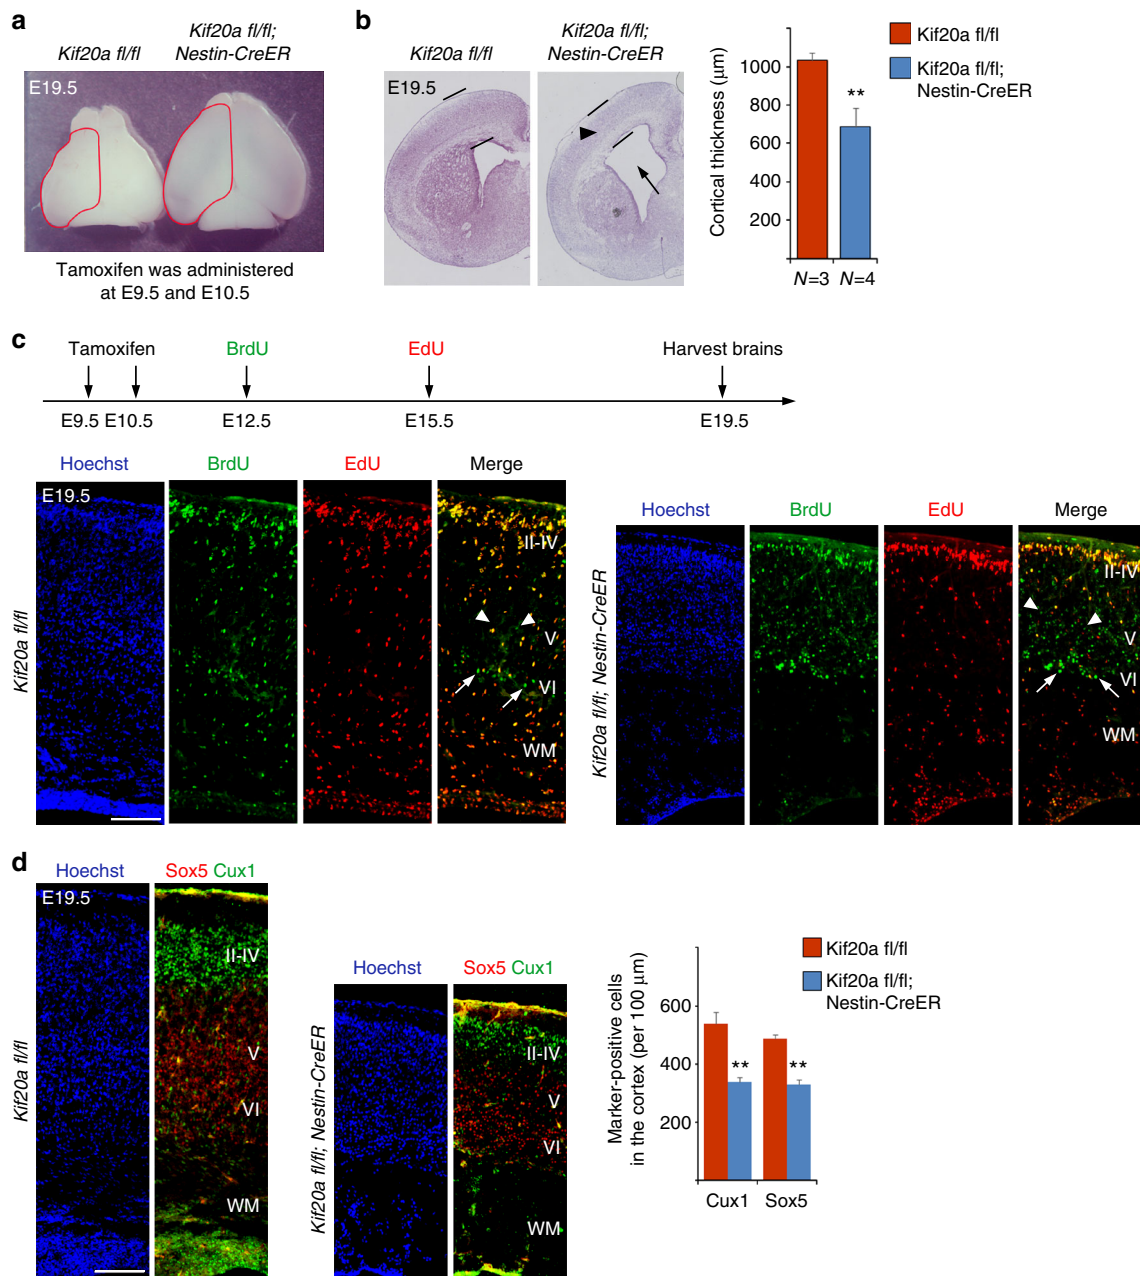 a
Kif20a fl/fl
Kif20a fl/fl;
Nestin-CreER
E19.5
Tamoxifen was administered
at E9.5 and E10.5
b
Kif20a fl/fl
Kif20a fl/fl;
Nestin-CreER
E19.5
Cortical thickness (μm)
1000
800
600
400
200
**
N=3 N=4
Kif20a fl/fl
Kif20a fl/fl;
Nestin-CreER
c
Tamoxifen BrdU EdU Harvest brains
E9.5 E10.5 E12.5 E15.5 E19.5
Hoechst BrdU EdU Merge
Kif20a fl/fl
E19.5
II-IV
V
VI
WM
Hoechst BrdU EdU Merge
Kif20a fl/fl; Nestin-CreER
II-IV
V
VI
WM
d
Hoechst Sox5 Cux1
Kif20a fl/fl
E19.5
II-IV
V
VI
WM
Hoechst Sox5 Cux1
Kif20a fl/fl; Nestin-CreER
II-IV
V
VI
WM
Marker-positive cells
in the cortex (per 100 μm)
600
400
200
** **
Cux1 Sox5
Kif20a fl/fl
Kif20a fl/fl;
Nestin-CreER